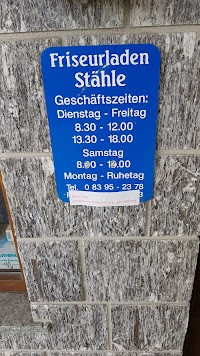 Friseurladen
Stähle
Geschäftszeiten:
Dienstag - Freitag
8.30 - 12.00
13.30 - 18.00
Samstag
Montag - Ruhetag
Tel. 0 83 95 - 23 78